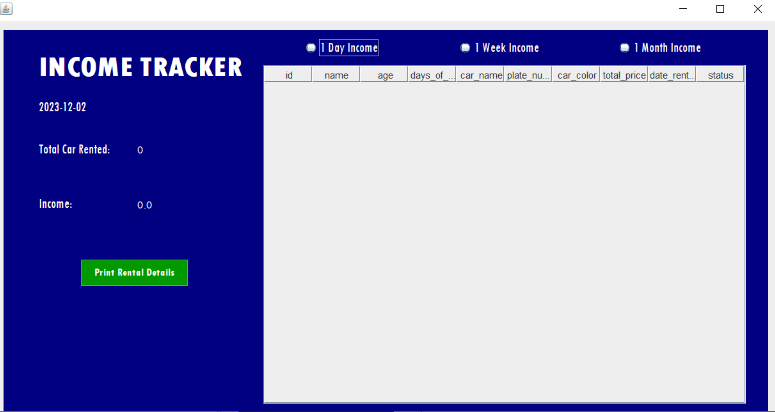 1 Day Income 1 Week Income 1 Month Income
INCOME TRACKER
id name age days_of_... car_name plate_nu... car_color total_price date_rent... status
2023-12-02
Total Car Rented: 0
Income: 0.0
Print Rental Details